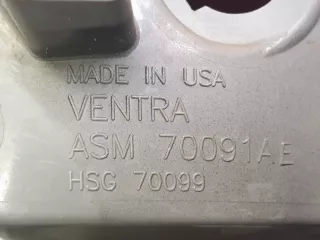 MADE IN USA
VENTRA
ASM 70091AE
HSG 70099